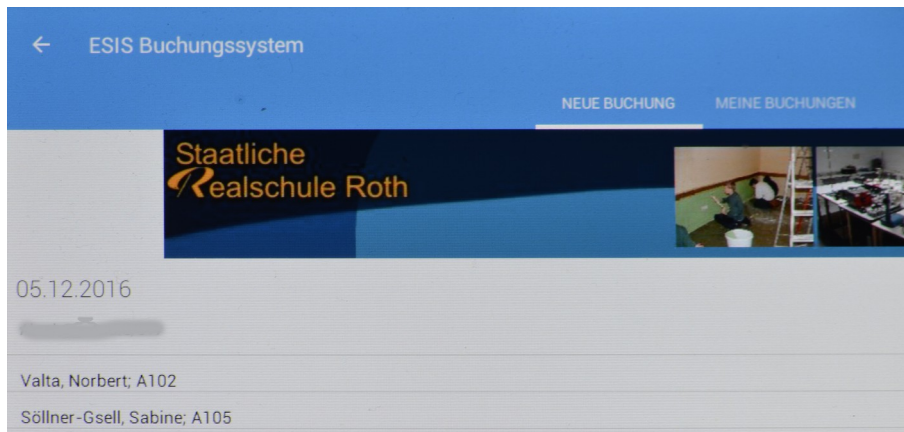 ← ESIS Buchungssystem
NEUE BUCHUNG MEINE BUCHUNGEN
Staatliche
Realschule Roth
05.12.2016
Valta, Norbert; A102
Söllner-Gsell, Sabine; A105